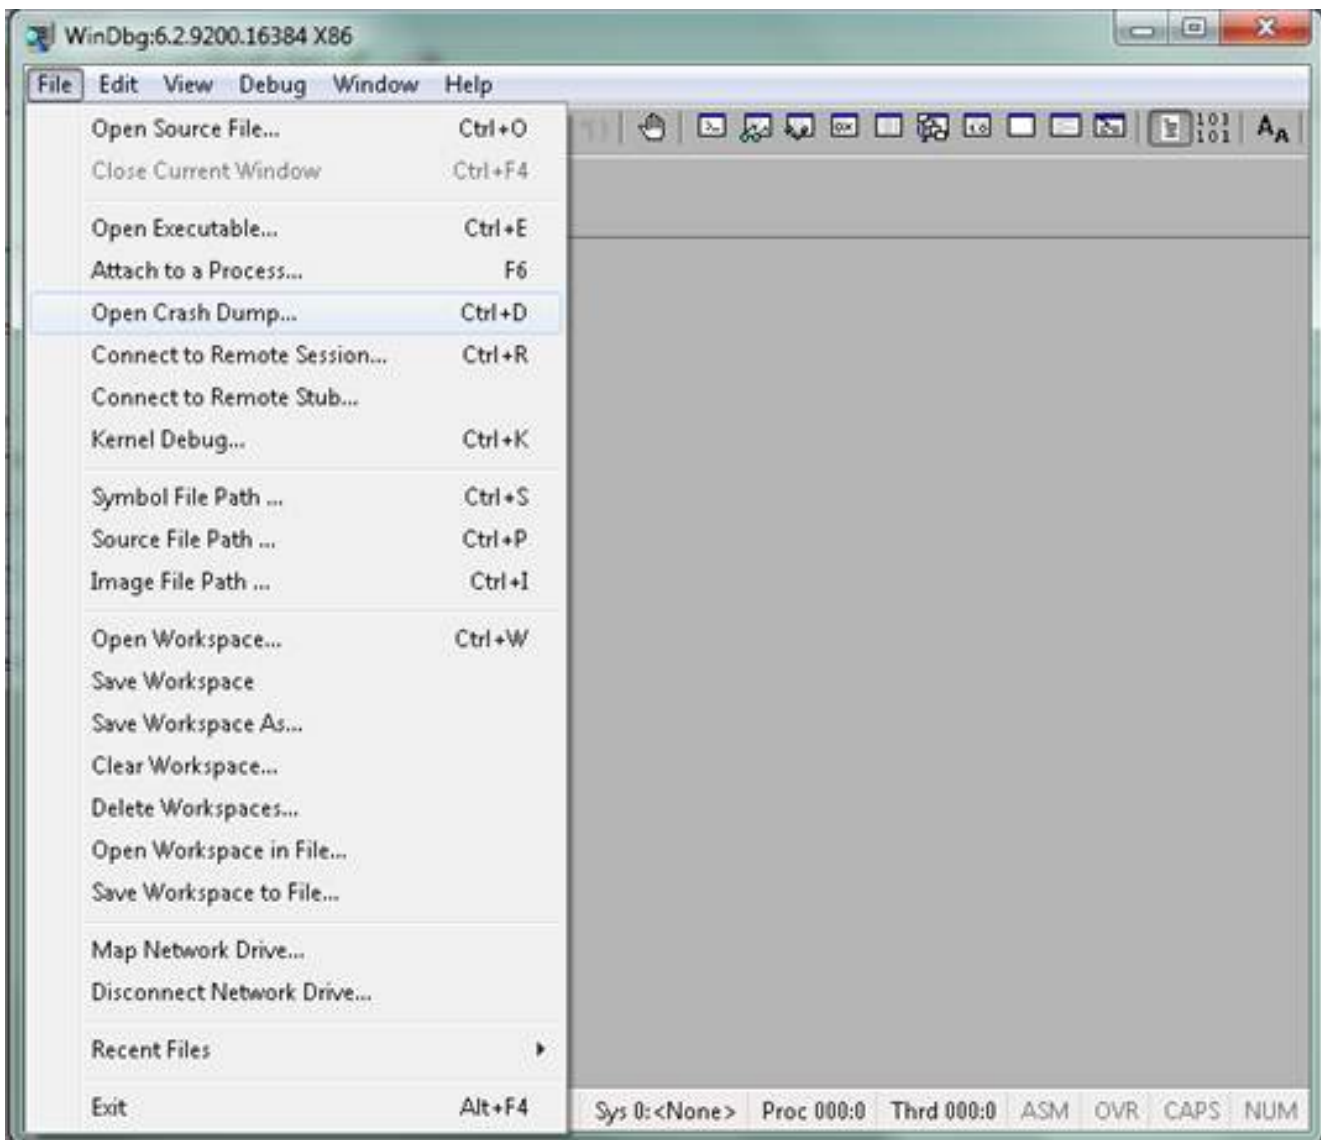 WinDbg:6.2.9200.16384 X86
File Edit View Debug Window Help
Open Source File... Ctrl+O
Close Current Window Ctrl+F4
Open Executable... Ctrl+E
Attach to a Process... F6
Open Crash Dump... Ctrl+D
Connect to Remote Session... Ctrl+R
Connect to Remote Stub...
Kernel Debug... Ctrl+K
Symbol File Path ... Ctrl+S
Source File Path ... Ctrl+P
Image File Path ... Ctrl+I
Open Workspace... Ctrl+W
Save Workspace
Save Workspace As...
Clear Workspace...
Delete Workspaces...
Open Workspace in File...
Save Workspace to File...
Map Network Drive...
Disconnect Network Drive...
Recent Files
Exit Alt+F4
101
101
AA
Sys 0:<None> Proc 000:0 Thrd 000:0 ASM OVR CAPS NUM